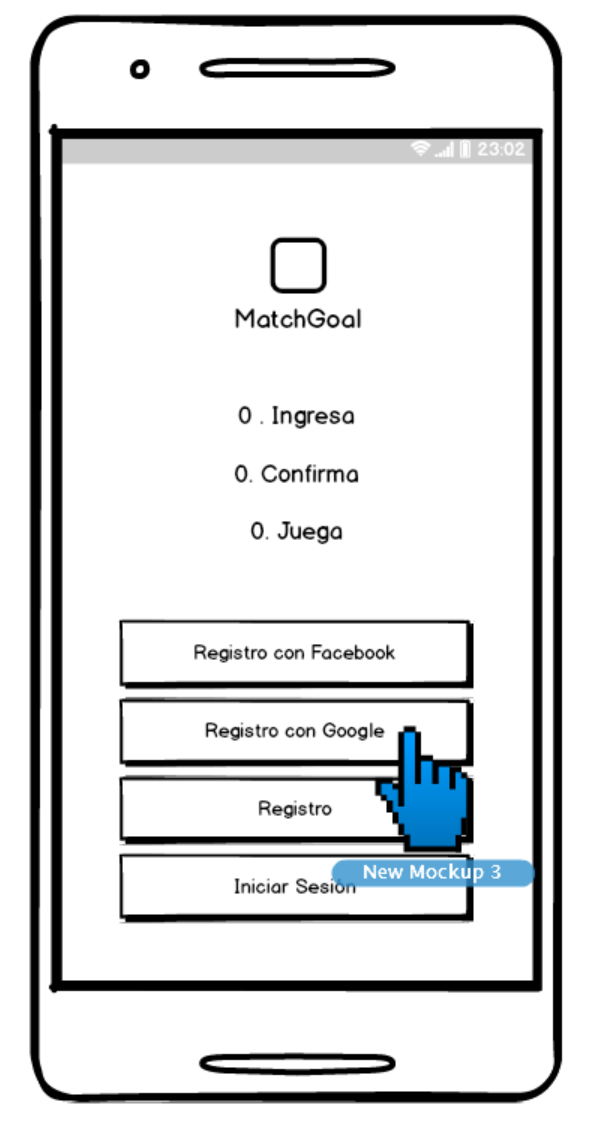 23:02
MatchGoal
0 . Ingresa
0. Confirma
0. Juega
Registro con Facebook
Registro con Google
Registro
New Mockup 3
Iniciar Sesión